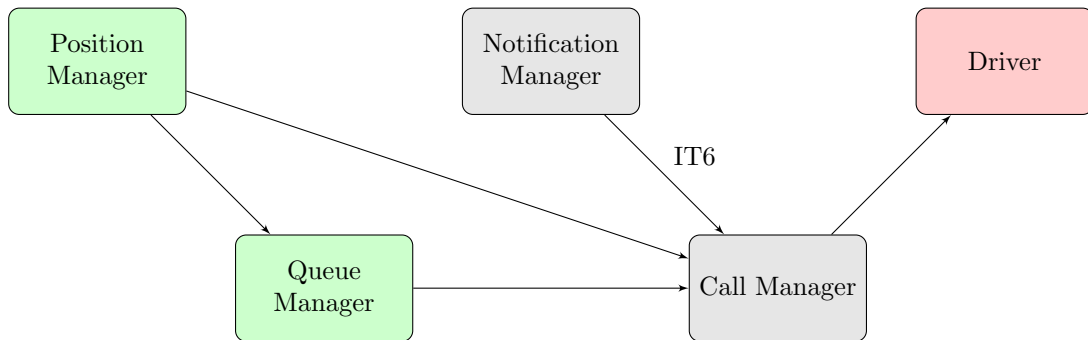 Position
Manager
Notification
Manager
Driver
IT6
Queue
Manager
Call Manager